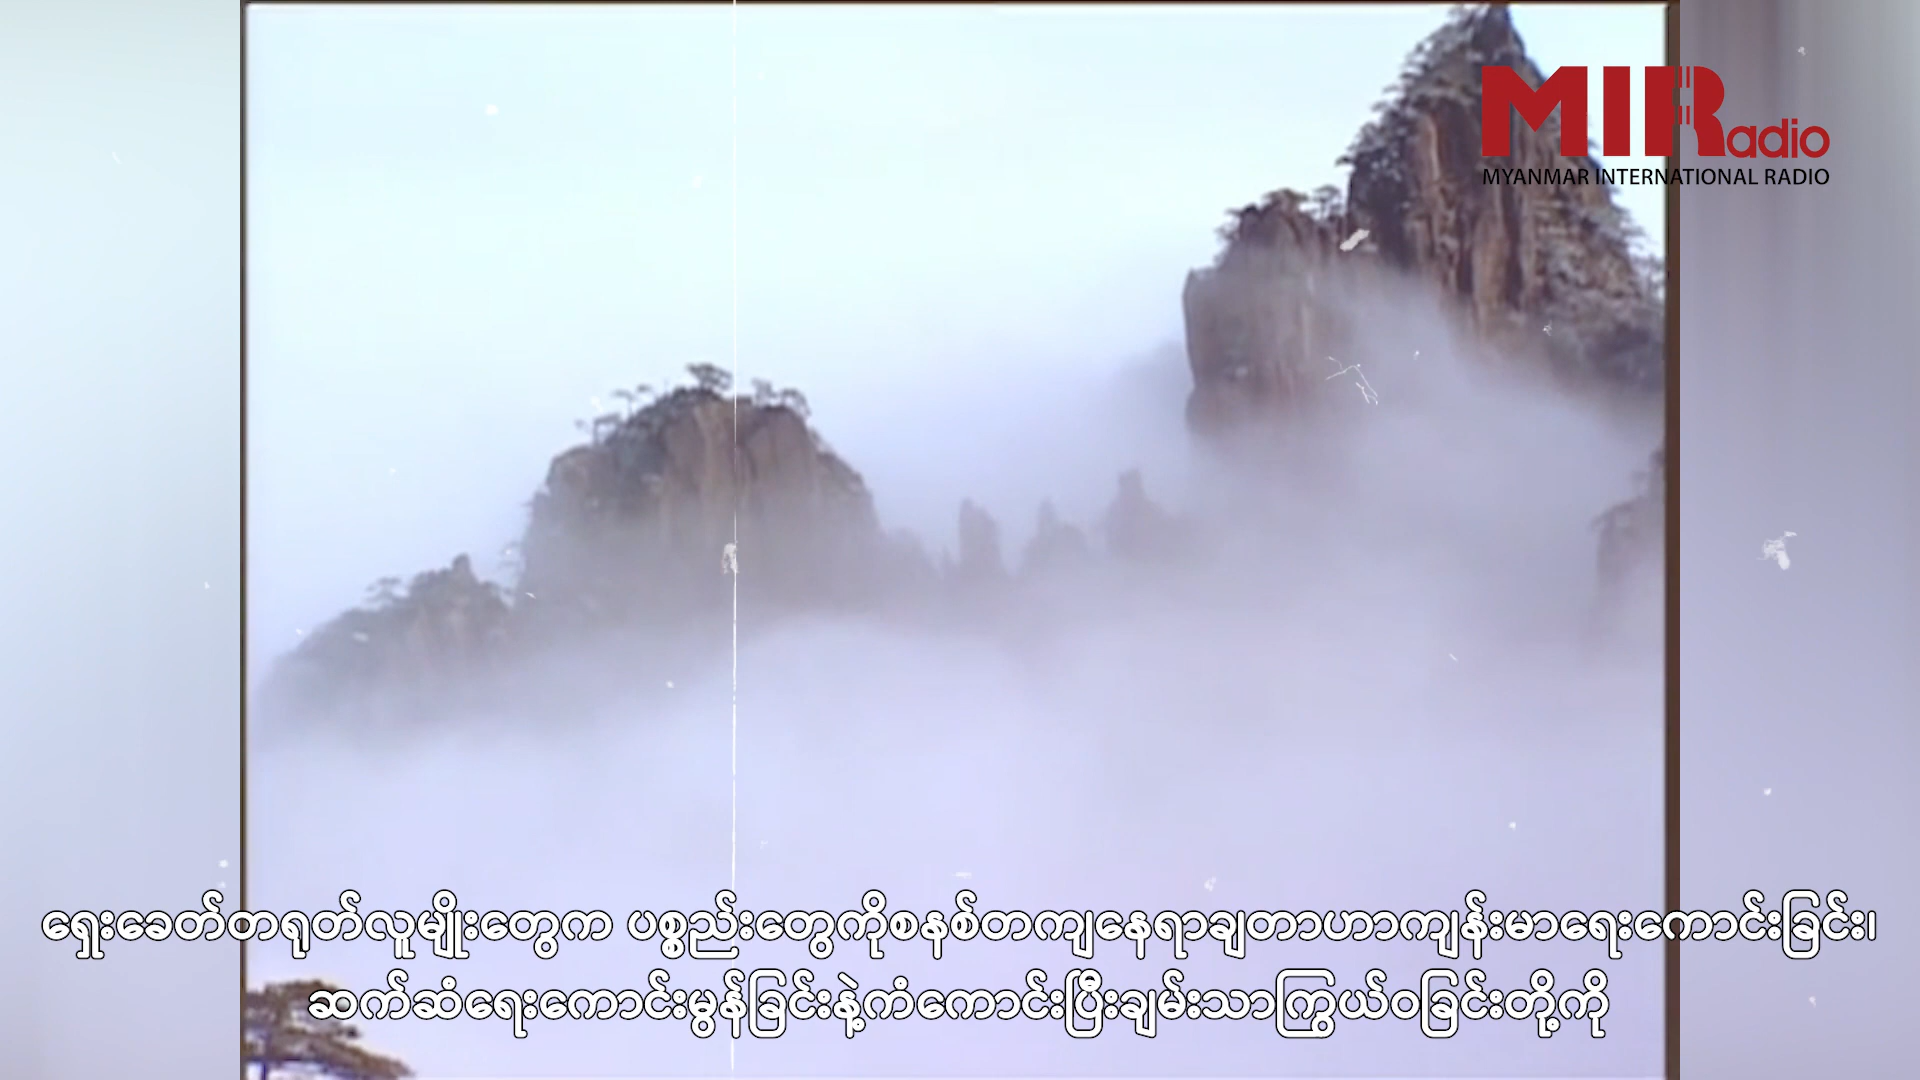 MIRadio
MYANMAR INTERNATIONAL RADIO
ရှေးခေတ်တရုတ်လူမျိုးတွေက ပစ္စည်းတွေကိုစနစ်တကျနေရာချတာဟာကျန်းမာရေးကောင်းခြင်း၊
ဆက်ဆံရေးကောင်းမွန်ခြင်းနဲ့ကံကောင်းပြီးချမ်းသာကြွယ်ဝခြင်းတို့ကို